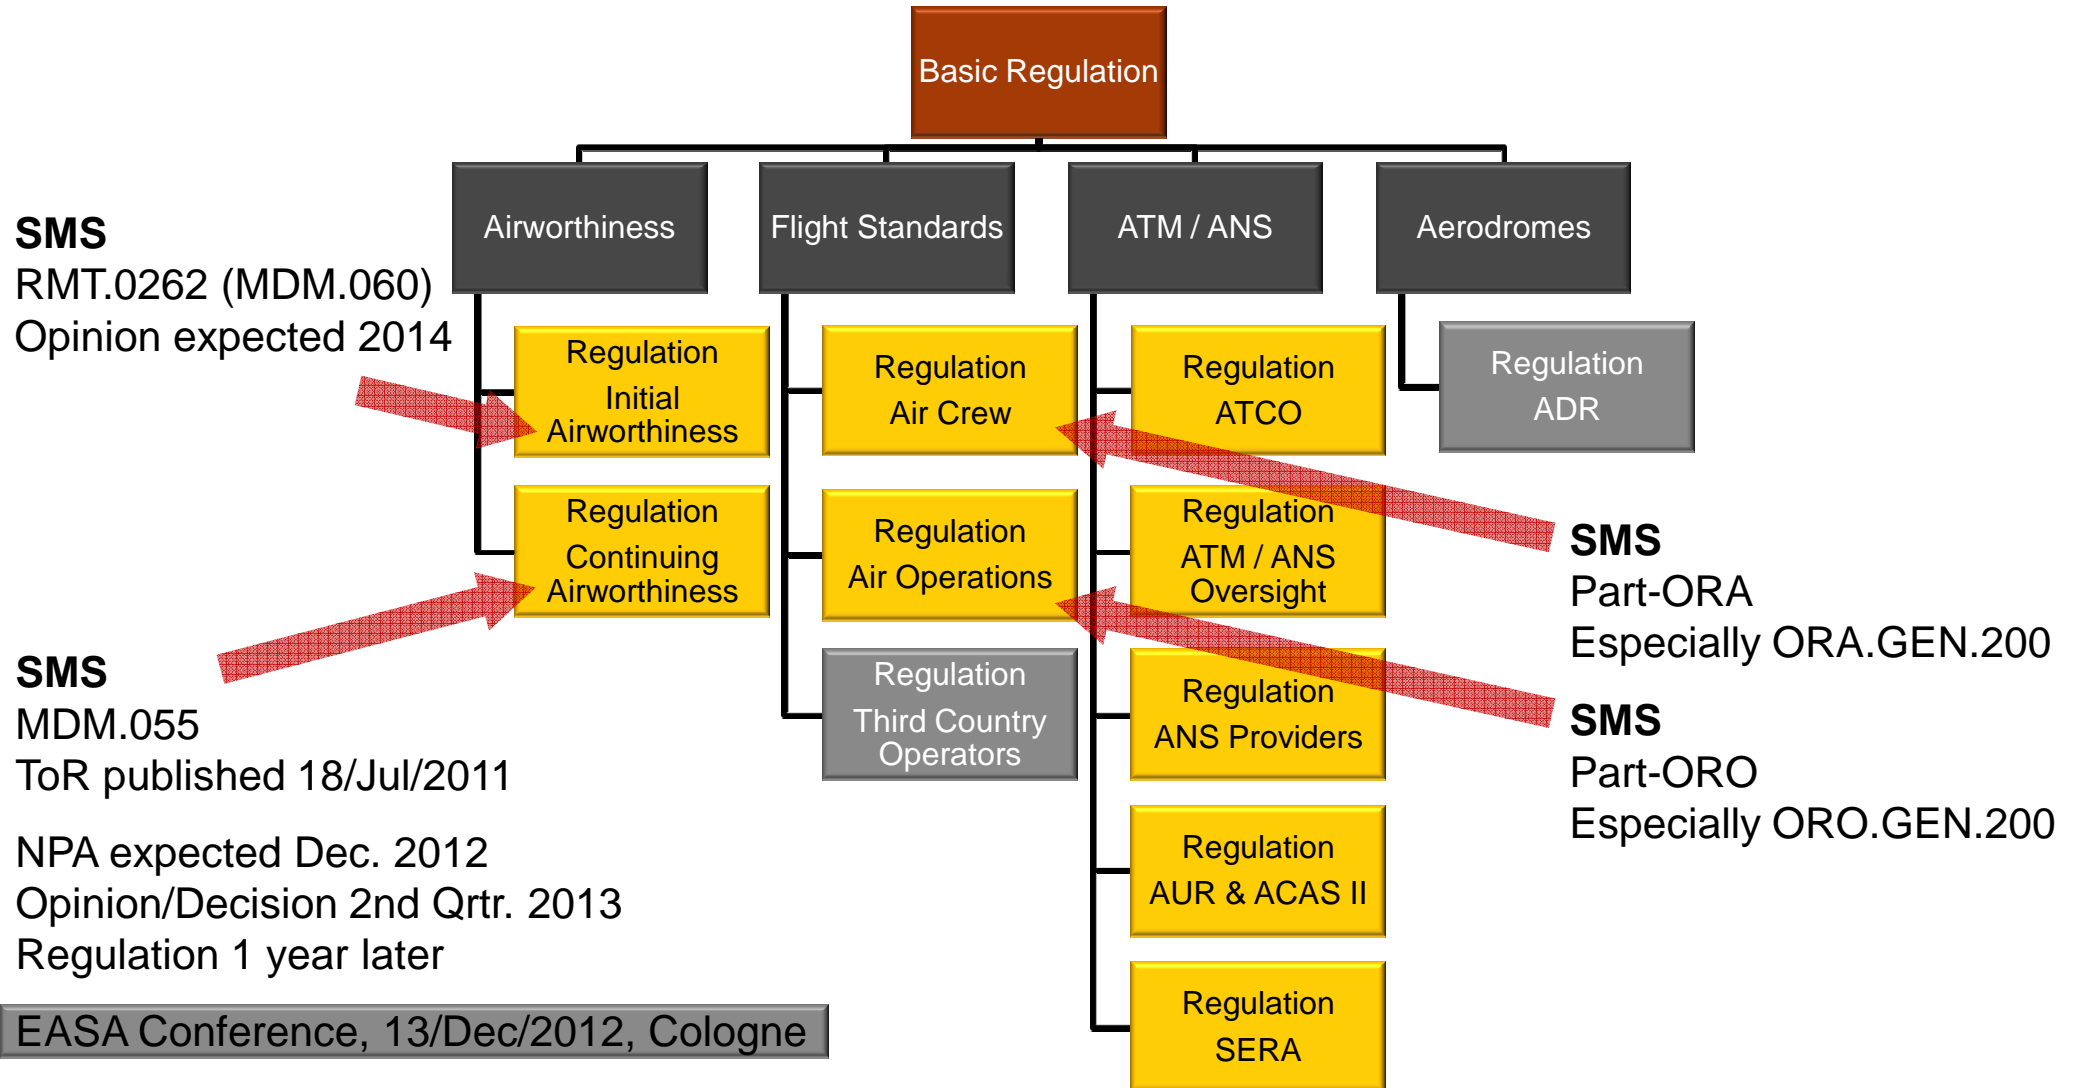 Basic Regulation
Airworthiness
Flight Standards
ATM / ANS
Aerodromes
SMS
RMT.0262 (MDM.060)
Opinion expected 2014
Regulation
Initial
Airworthiness
Regulation
Continuing
Airworthiness
Regulation
Air Crew
Regulation
Air Operations
Regulation
Third Country
Operators
Regulation
ATCO
Regulation
ATM / ANS
Oversight
Regulation
ANS Providers
Regulation
AUR & ACAS II
Regulation
SERA
Regulation
ADR
SMS
Part-ORA
Especially ORA.GEN.200
SMS
Part-ORO
Especially ORO.GEN.200
SMS
MDM.055
ToR published 18/Jul/2011
NPA expected Dec. 2012
Opinion/Decision 2nd Qrtr. 2013
Regulation 1 year later
EASA Conference, 13/Dec/2012, Cologne